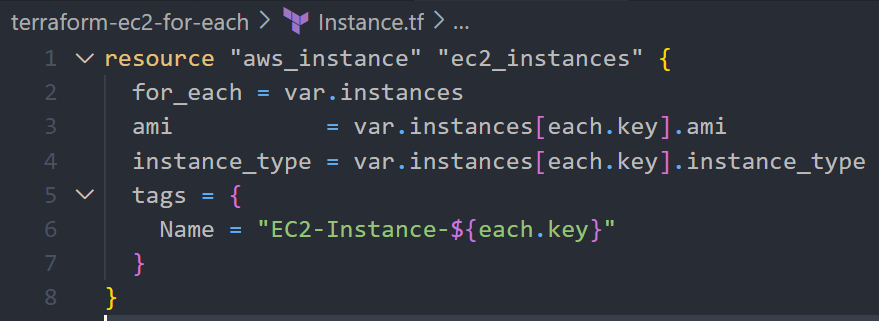 terraform-ec2-for-each > Instance.tf > ...
1 resource "aws_instance" "ec2_instances" {
2   for_each = var.instances
3   ami           = var.instances[each.key].ami
4   instance_type = var.instances[each.key].instance_type
5   tags = {
6     Name = "EC2-Instance-${each.key}"
7   }
8 }